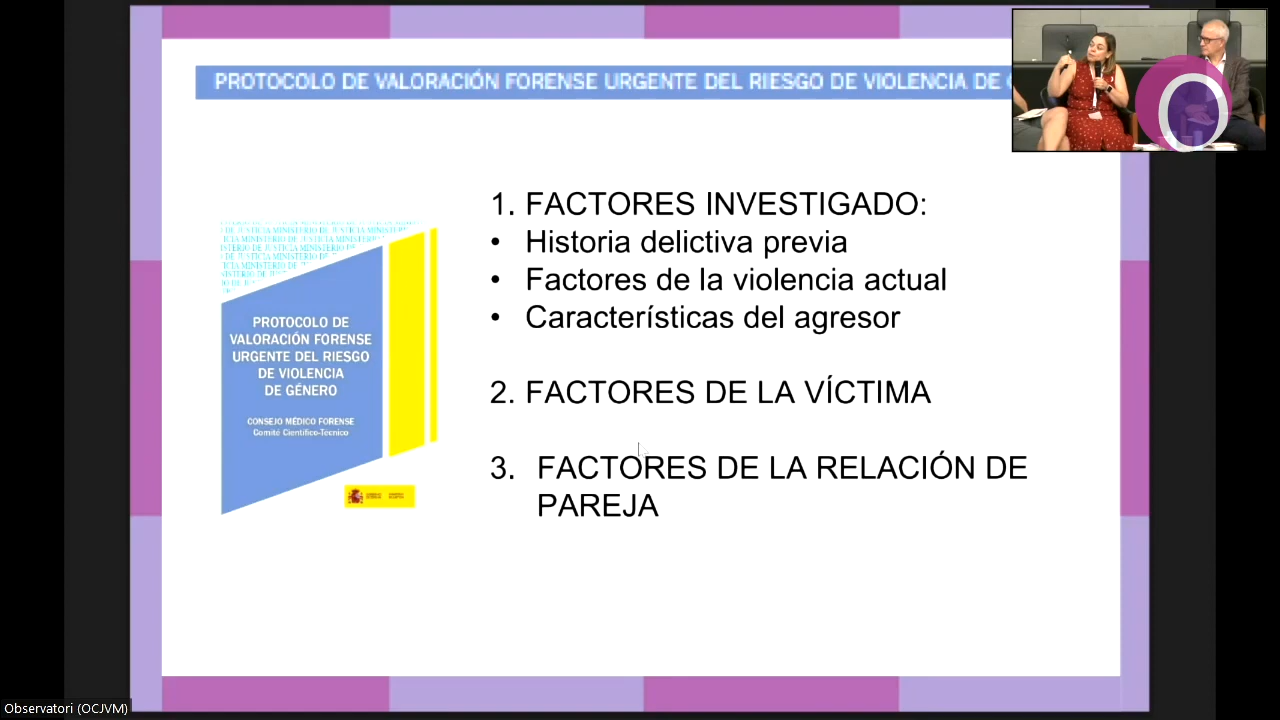 PROTOCOLO DE VALORACIÓN FORENSE URGENTE DEL RIESGO DE VIOLENCIA DE
1. FACTORES INVESTIGADO:
• Historia delictiva previa
• Factores de la violencia actual
• Características del agresor
2. FACTORES DE LA VÍCTIMA
3. FACTORES DE LA RELACIÓN DE
PAREJA
PROTOCOLO DE
VALORACIÓN FORENSE
URGENTE DEL RIESGO
DE VIOLENCIA
DE GÉNERO
CONSEJO MÉDICO FORENSE
Comité Científico-Técnico
Observatori (OCJVM)